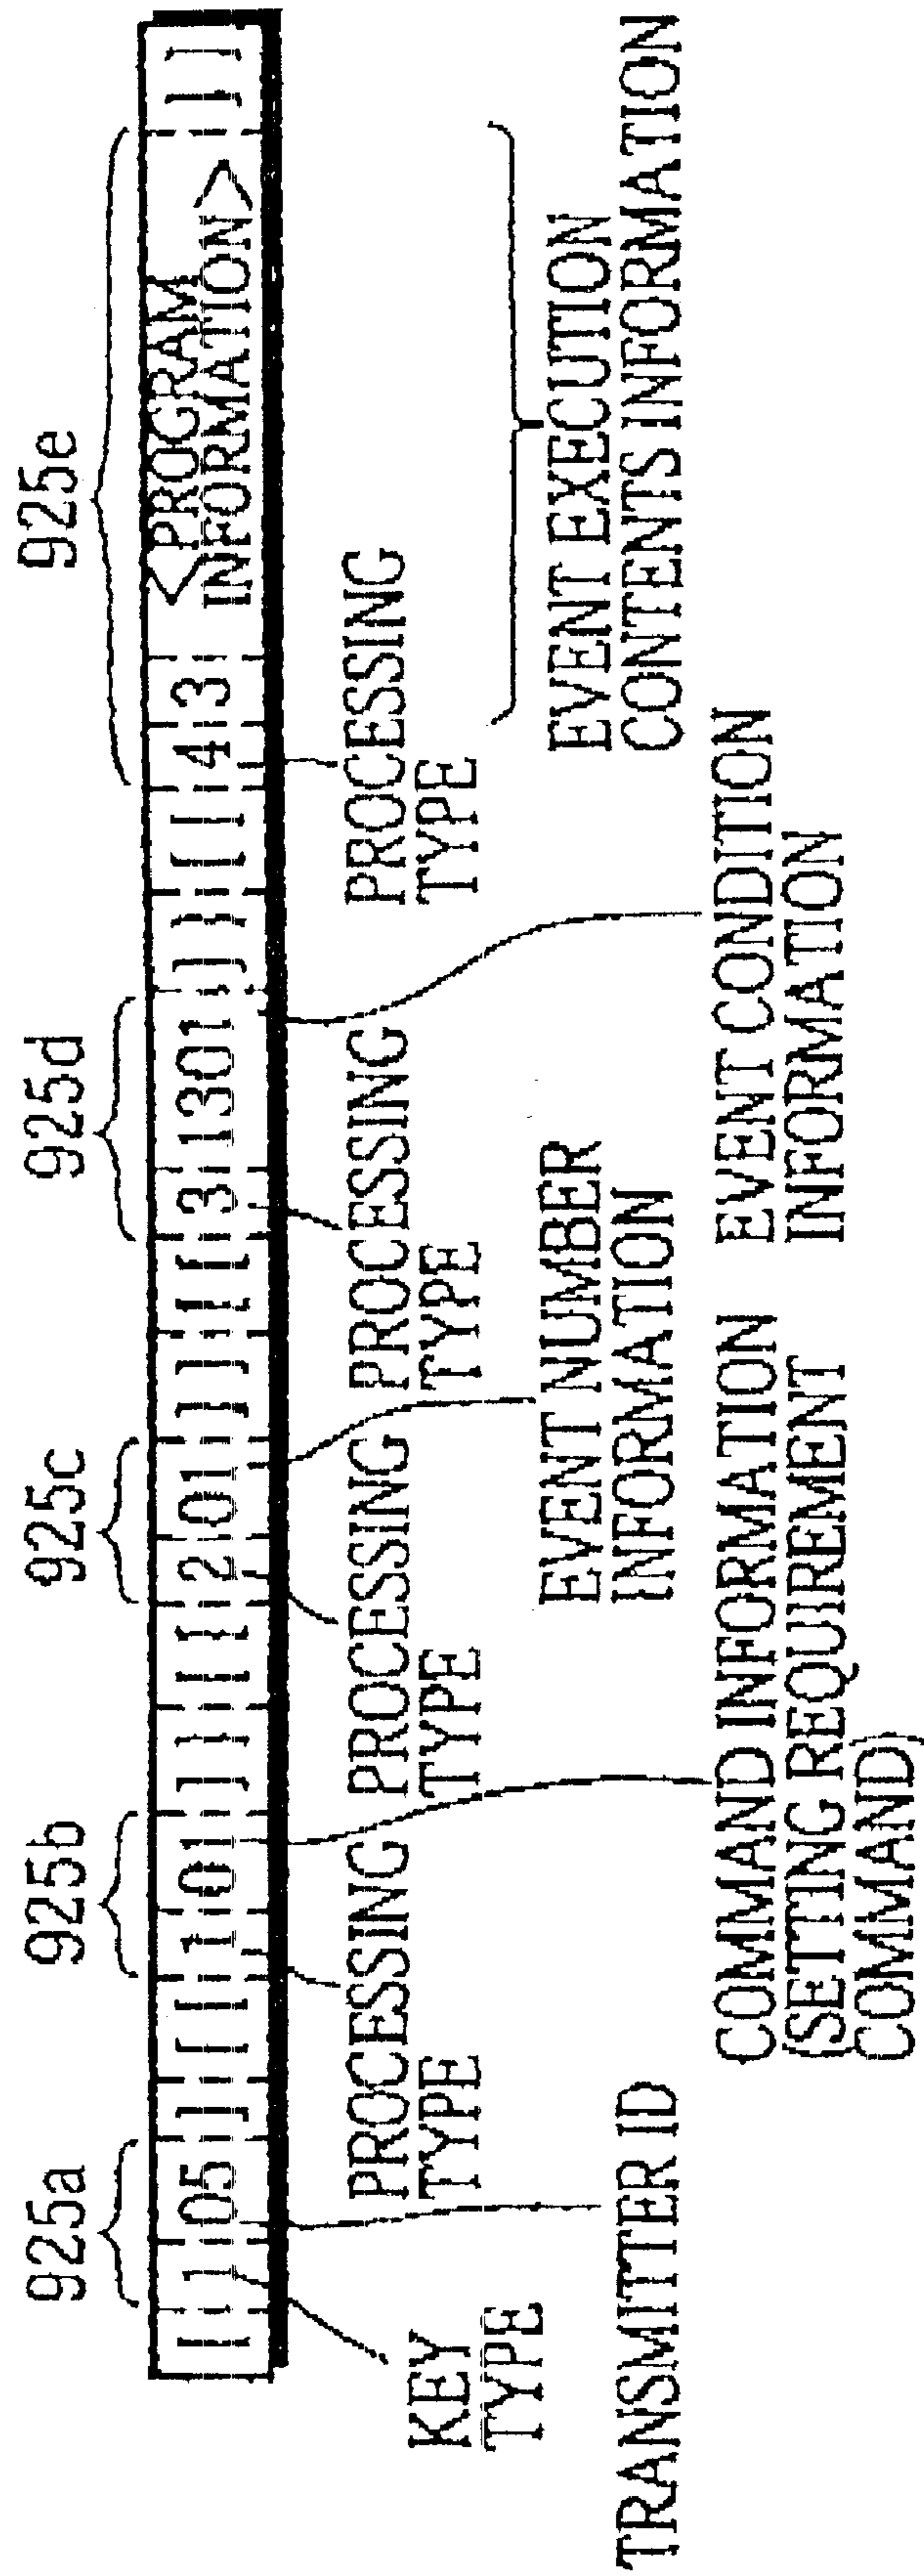 925a 925b 925c 925d 925e
[ 1 05 ] [ 1 01 ] [ 2 01 ] [ 3 1301 ] [ 4 3 <PROGRAM INFORMATION> ]
KEY
TYPE
PROCESSING
TYPE
PROCESSING
TYPE
PROCESSING
TYPE
PROCESSING
TYPE
TRANSMITTER ID
EVENT NUMBER
INFORMATION
EVENT EXECUTION
CONTENTS INFORMATION
COMMAND INFORMATION
(SETTING REQUIREMENT
COMMAND)
EVENT CONDITION
INFORMATION